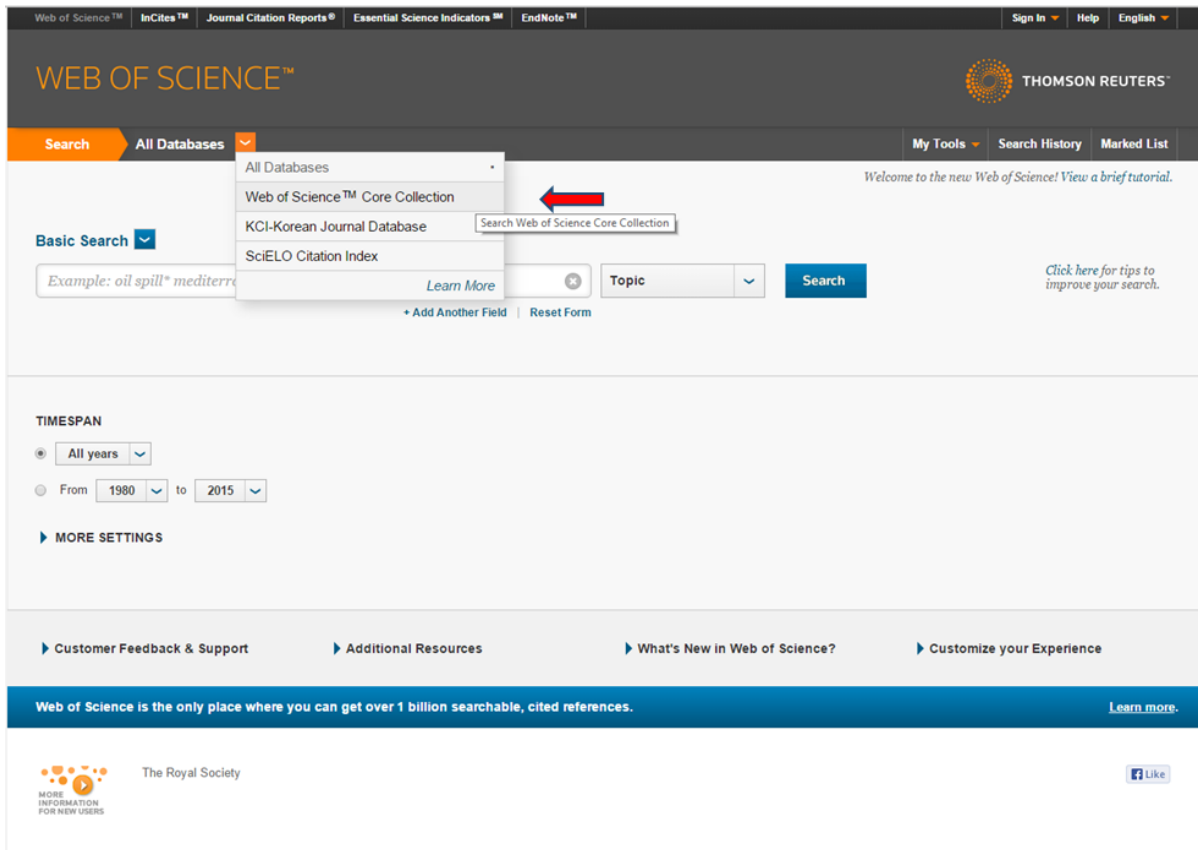 Web of Science™ InCites™ Journal Citation Reports® Essential Science Indicators℠ EndNote™ Sign In Help English
WEB OF SCIENCE™
THOMSON REUTERS™
Search All Databases My Tools Search History Marked List
All Databases
Welcome to the new Web of Science! View a brief tutorial.
Web of Science™ Core Collection
Search Web of Science Core Collection
KCI-Korean Journal Database
Basic Search
SciELO Citation Index
Example: oil spill* mediterr Topic Search
Click here for tips to
improve your search.
Learn More
+ Add Another Field | Reset Form
TIMESPAN
All years
From 1980 to 2015
MORE SETTINGS
Customer Feedback & Support Additional Resources What's New in Web of Science? Customize your Experience
Web of Science is the only place where you can get over 1 billion searchable, cited references. Learn more.
The Royal Society
Like
MORE
INFORMATION
FOR NEW USERS